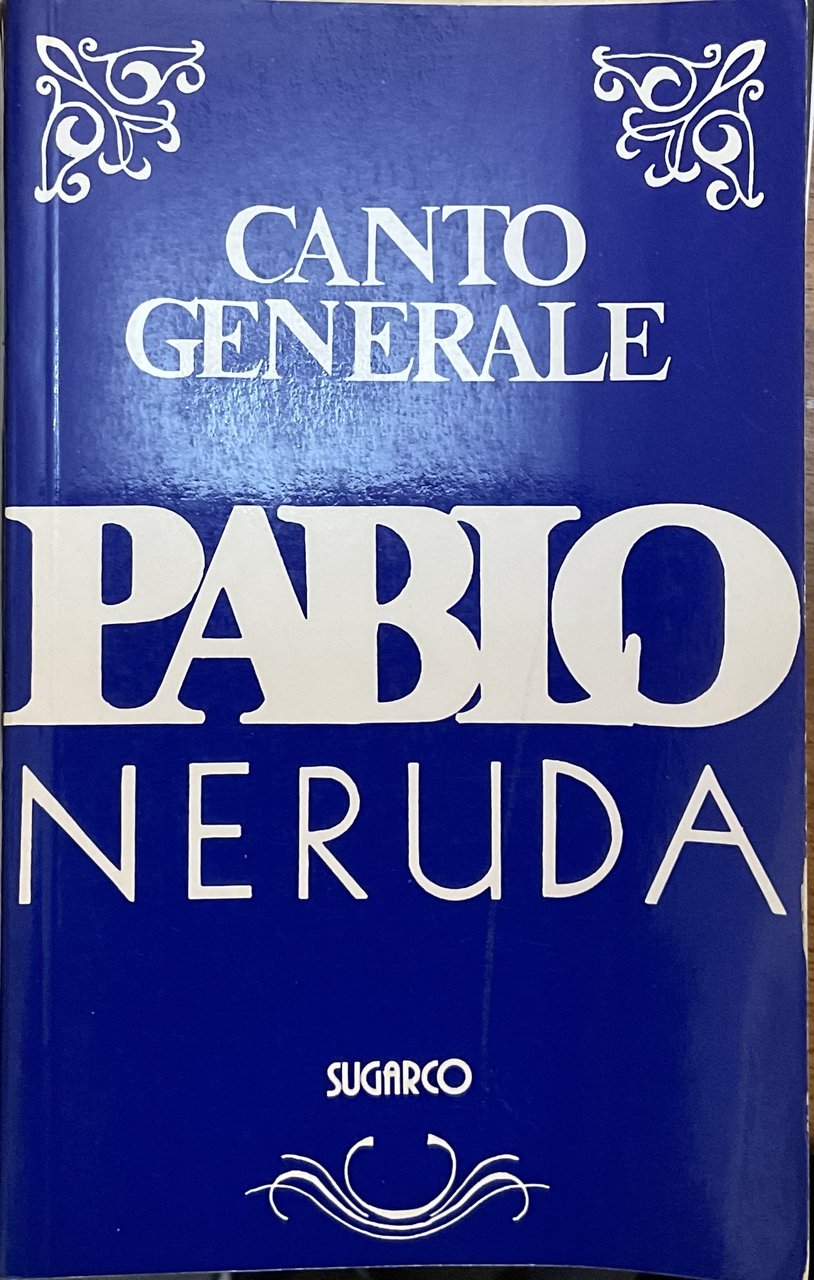 CANTO
GENERALE
PABLO
NERUDA
SUGARCO